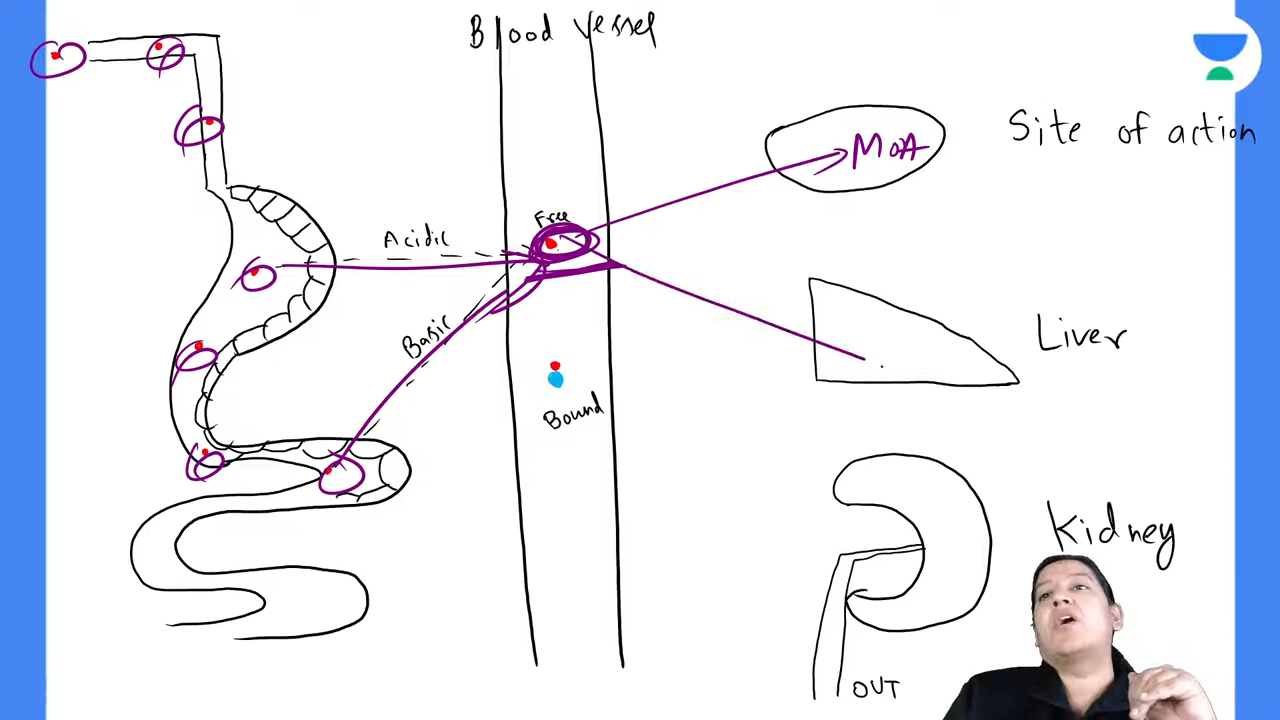 Blood Vessel
Site of action
MOA
Free
Acidic
Basic
Liver
Bound
Kidney
OUT